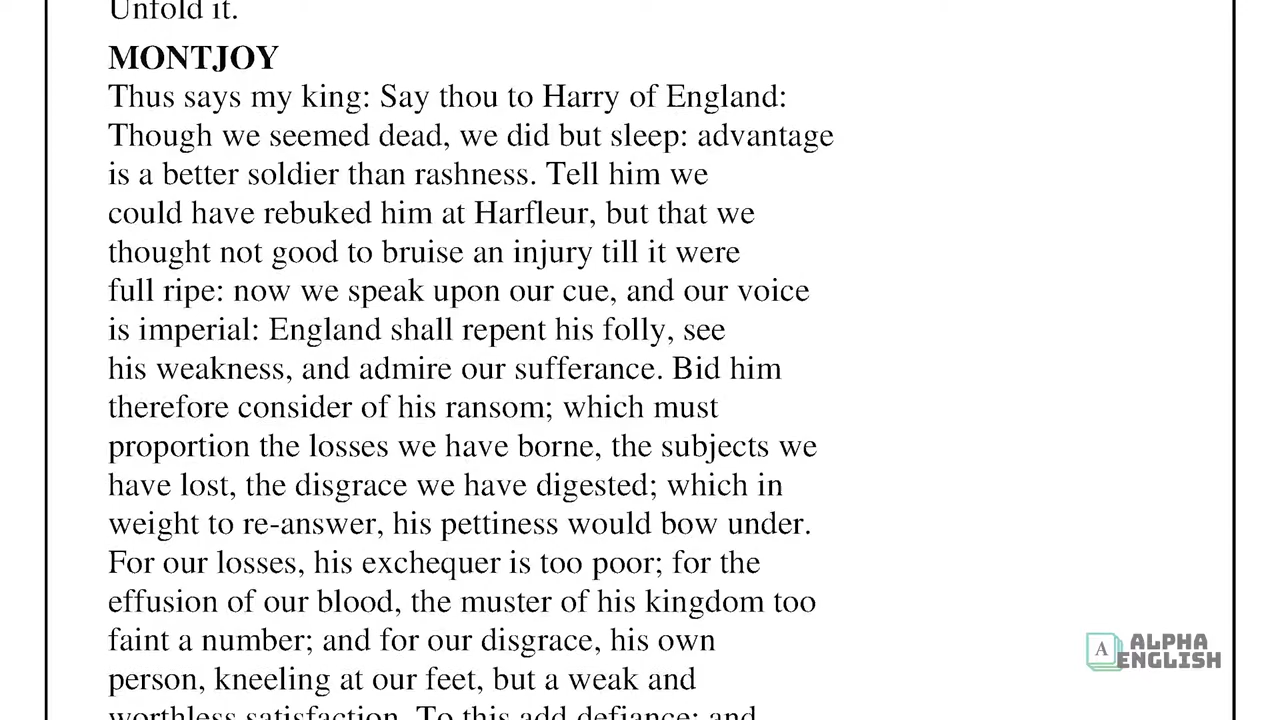 Unfold it.
MONTJOY
Thus says my king: Say thou to Harry of England:
Though we seemed dead, we did but sleep: advantage
is a better soldier than rashness. Tell him we
could have rebuked him at Harfleur, but that we
thought not good to bruise an injury till it were
full ripe: now we speak upon our cue, and our voice
is imperial: England shall repent his folly, see
his weakness, and admire our sufferance. Bid him
therefore consider of his ransom; which must
proportion the losses we have borne, the subjects we
have lost, the disgrace we have digested; which in
weight to re-answer, his pettiness would bow under.
For our losses, his exchequer is too poor; for the
effusion of our blood, the muster of his kingdom too
faint a number; and for our disgrace, his own
person, kneeling at our feet, but a weak and
worthless satisfaction. To this add defiance: and
A ALPHA
ENGLISH